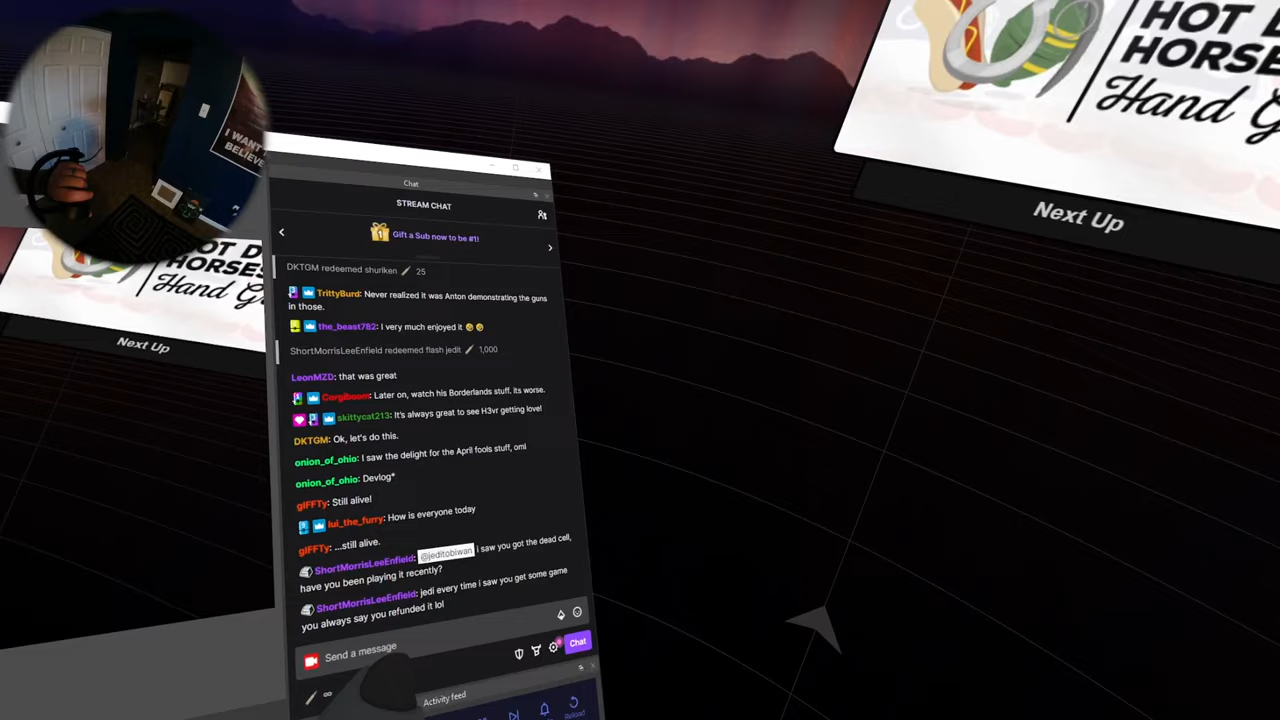 I WANT
BELIEVE
HOT
HORSES
Hand G
Next Up
HOT
HORSE
Hand G
Next Up
Chat
STREAM CHAT
1
Gift a Sub now to be #1!
DKTGM redeemed shuriken 25
TrittyBurd: Never realized it was Anton demonstrating the guns
in those.
the_beast782: I very much enjoyed it
ShortMorrisLeeEnfield redeemed flash jedit 1,000
LeonMZD: that was great
Corgiboom: Later on, watch his Borderlands stuff. its worse.
skittycat213: It's always great to see H3vr getting love!
DKTGM: Ok, let's do this.
onion_of_ohio: I saw the delight for the April fools stuff, oml
onion_of_ohio: Devlog*
gIFFTy: Still alive!
lui_the_furry: How is everyone today
gIFFTy: ...still alive.
ShortMorrisLeeEnfield: @jeditobiwan i saw you got the dead cell,
have you been playing it recently?
ShortMorrisLeeEnfield: jedi every time i saw you get some game
you always say you refunded it lol
Send a message
Chat
Activity feed
Reload